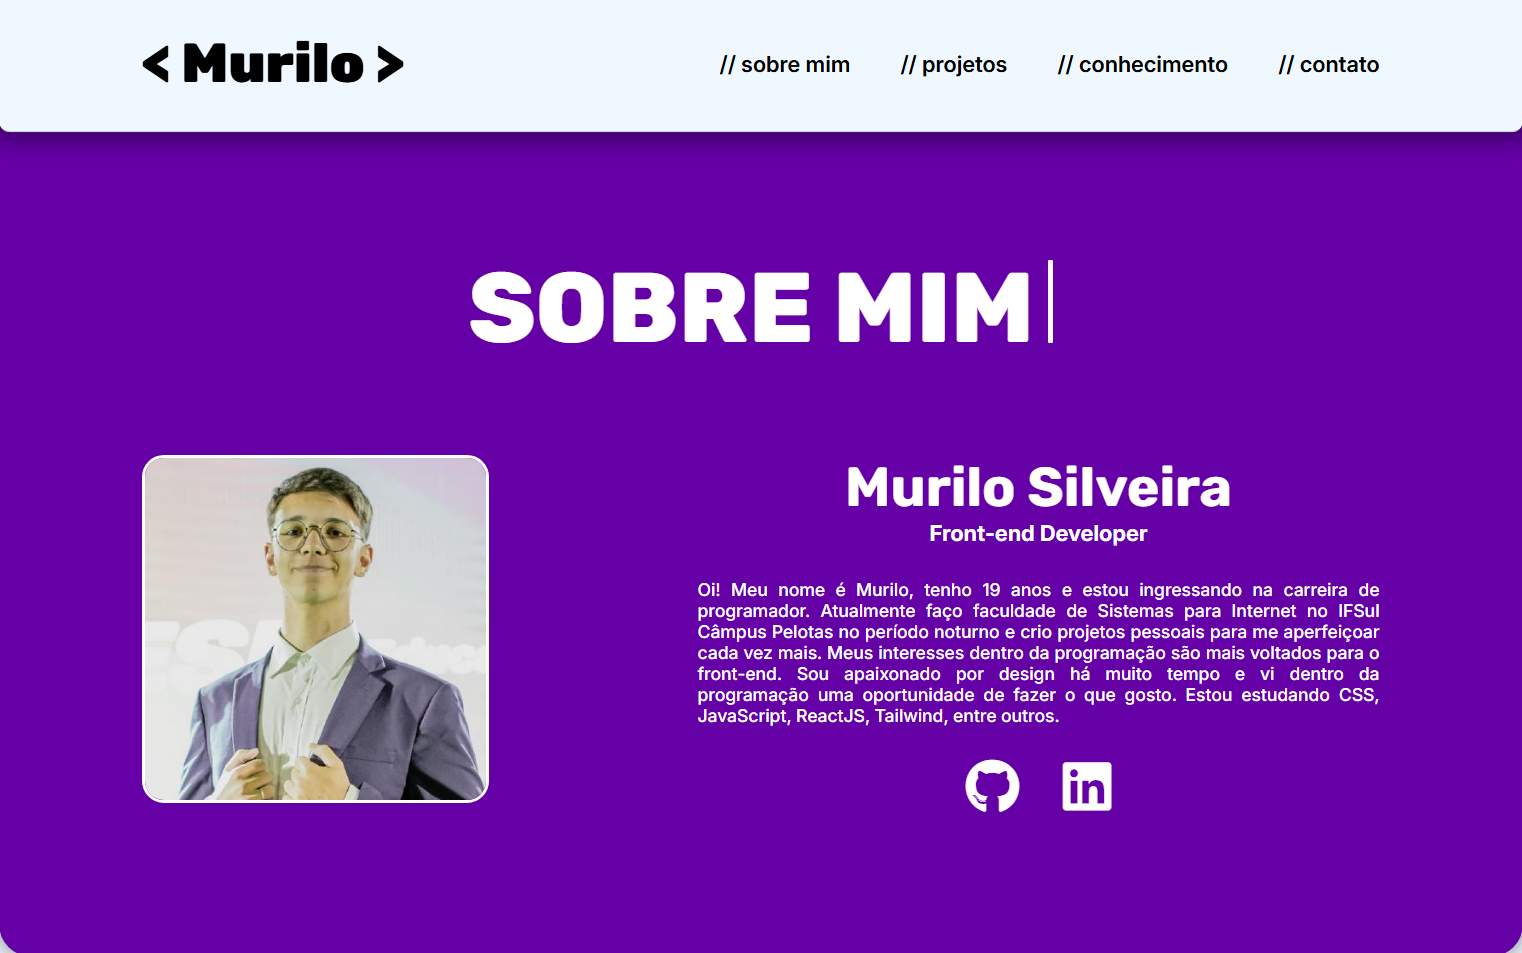 < Murilo >
// sobre mim // projetos // conhecimento // contato
SOBRE MIM
Murilo Silveira
Front-end Developer
Oi! Meu nome é Murilo, tenho 19 anos e estou ingressando na carreira de
programador. Atualmente faço faculdade de Sistemas para Internet no IFSul
Câmpus Pelotas no período noturno e crio projetos pessoais para me aperfeiçoar
cada vez mais. Meus interesses dentro da programação são mais voltados para o
front-end. Sou apaixonado por design há muito tempo e vi dentro da
programação uma oportunidade de fazer o que gosto. Estou estudando CSS,
JavaScript, ReactJS, Tailwind, entre outros.
in